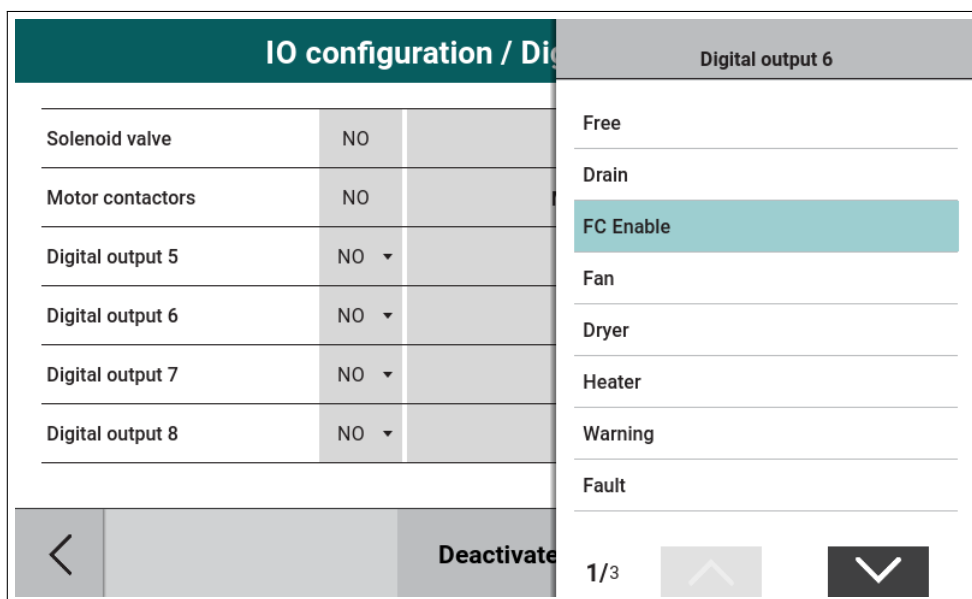 IO configuration / Di
Solenoid valve NO
Motor contactors NO
Digital output 5 NO
Digital output 6 NO
Digital output 7 NO
Digital output 8 NO
Deactivate
Digital output 6
Free
Drain
FC Enable
Fan
Dryer
Heater
Warning
Fault
1/3